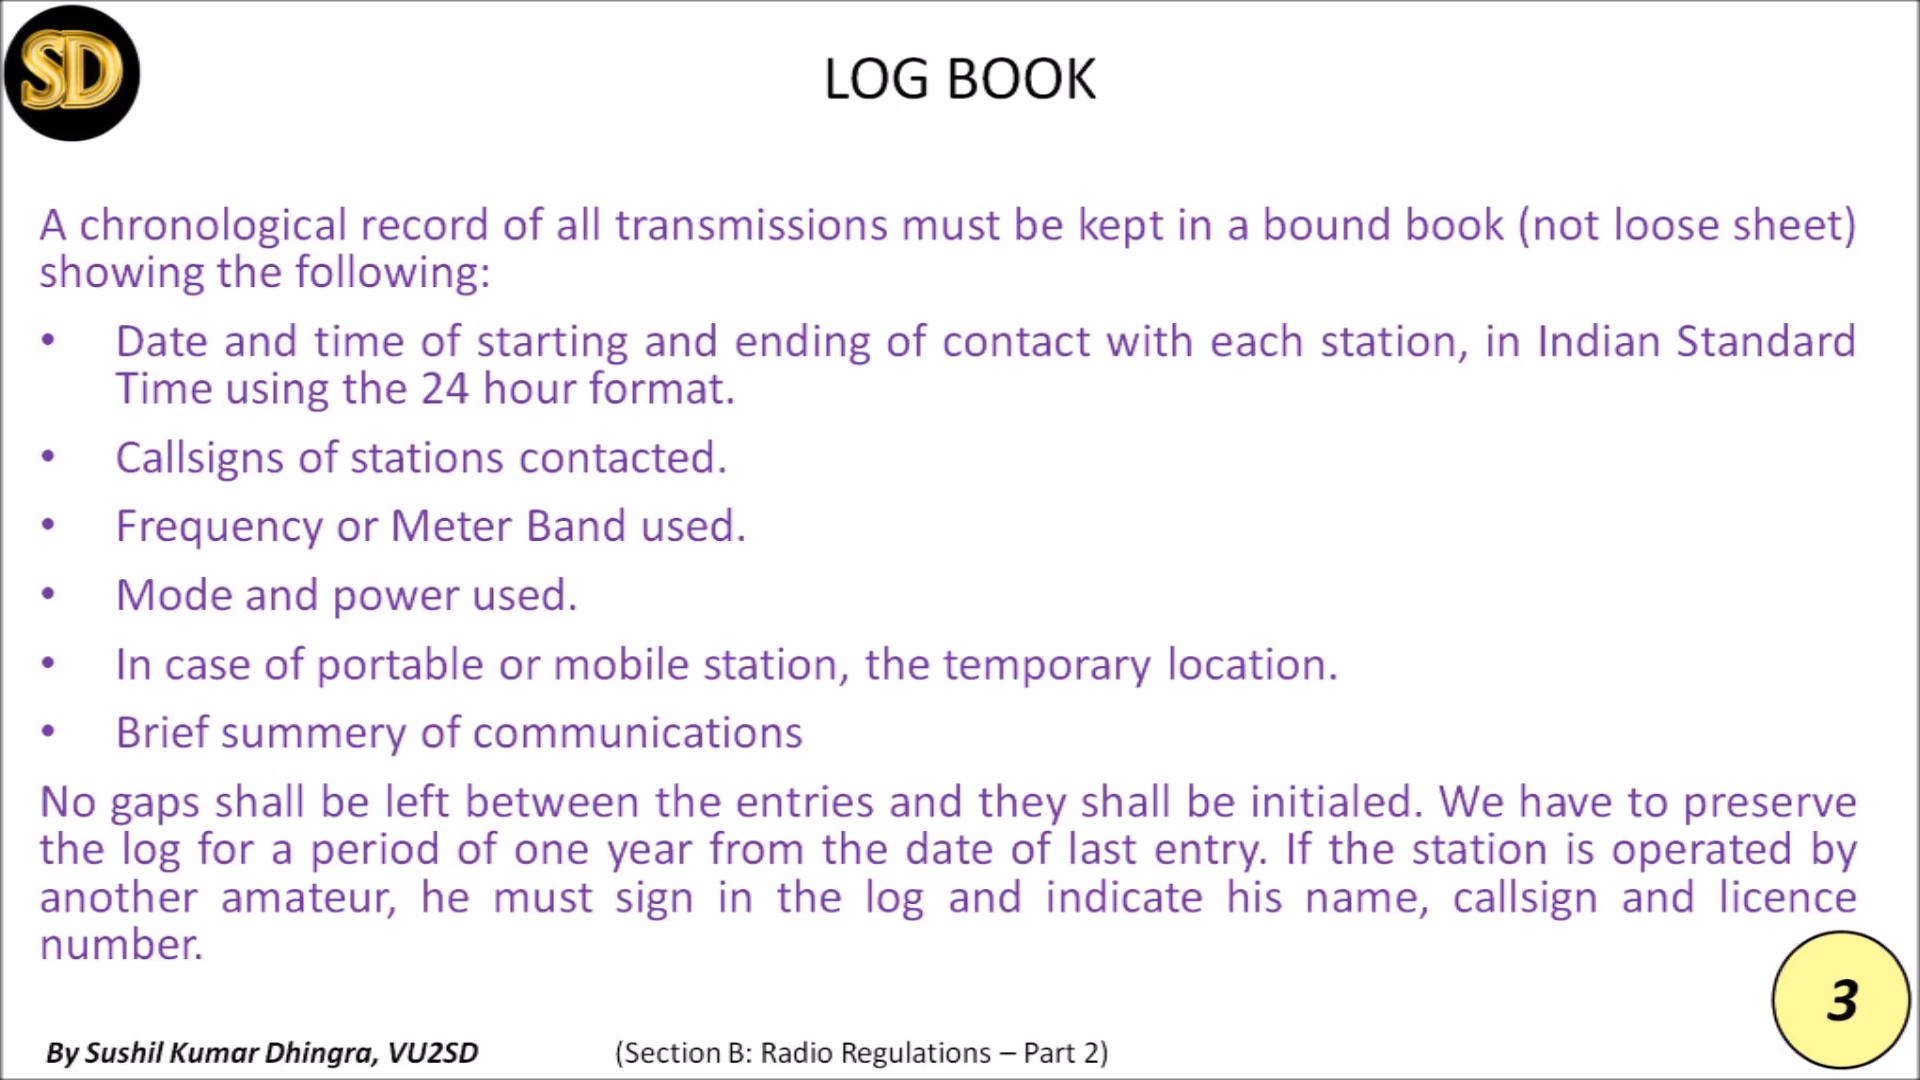 SD
LOG BOOK
A chronological record of all transmissions must be kept in a bound book (not loose sheet)
showing the following:
• Date and time of starting and ending of contact with each station, in Indian Standard
Time using the 24 hour format.
• Callsigns of stations contacted.
• Frequency or Meter Band used.
• Mode and power used.
• In case of portable or mobile station, the temporary location.
• Brief summery of communications
No gaps shall be left between the entries and they shall be initialed. We have to preserve
the log for a period of one year from the date of last entry. If the station is operated by
another amateur, he must sign in the log and indicate his name, callsign and licence
number.
3
By Sushil Kumar Dhingra, VU2SD
(Section B: Radio Regulations – Part 2)